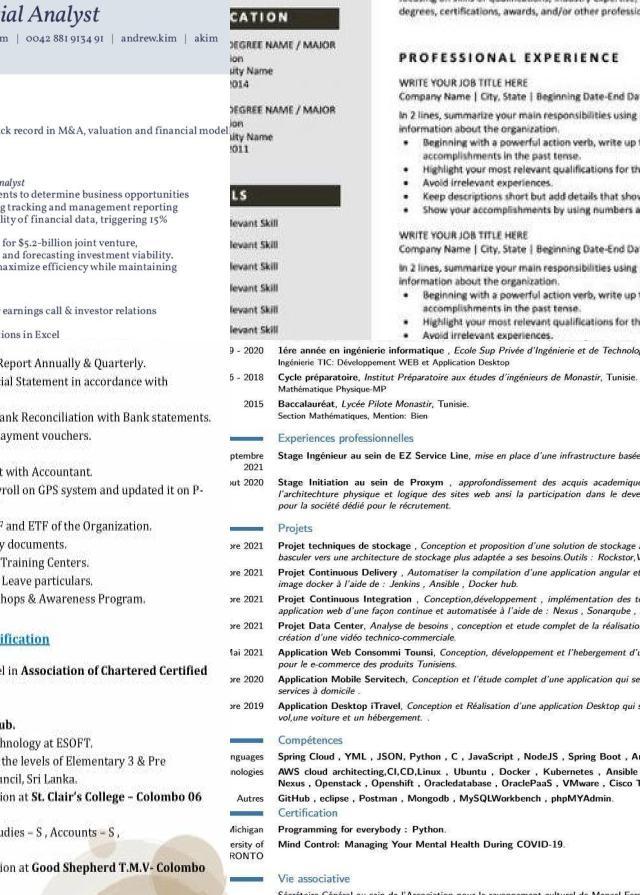 ial Analyst
m | 0042 881 9134 91 | andrew.kim | akim
ck record in M&A, valuation and financial model
nalyst
ents to determine business opportunities
g tracking and management reporting
lity of financial data, triggering 15%
for $5.2-billion joint venture,
and forecasting investment viability.
maximize efficiency while maintaining
earnings call & investor relations
tions in Excel
CATION
DEGREE NAME / MAJOR
sity Name
2014
DEGREE NAME / MAJOR
tion
ity Name
2011
LS
levant Skill
levant Skill
levant Skill
levant Skill
levant Skill
levant Skill
degrees, certifications, awards, and/or other professio
PROFESSIONAL EXPERIENCE
WRITE YOUR JOB TITLE HERE
Company Name | City, State | Beginning Date-End Da
In 2 lines, summarize your main responsibilities using
information about the organization.
• Beginning with a powerful action verb, write up t
accomplishments in the past tense.
• Highlight your most relevant qualifications for th
• Avoid irrelevant experiences.
• Keep descriptions short but add details that show
• Show your accomplishments by using numbers a
WRITE YOUR JOB TITLE HERE
Company Name | City, State | Beginning Date-End Da
In 2 lines, summarize your main responsibilities using
information about the organization.
• Beginning with a powerful action verb, write up t
accomplishments in the past tense.
• Highlight your most relevant qualifications for th
• Avoid irrelevant experiences.
Report Annually & Quarterly.
cial Statement in accordance with
ank Reconciliation with Bank statements.
ayment vouchers.
t with Accountant.
yroll on GPS system and updated it on P-
F and ETF of the Organization.
y documents.
Training Centers.
Leave particulars.
hops & Awareness Program.
ification
el in Association of Chartered Certified
ub.
hnology at ESOFT.
the levels of Elementary 3 & Pre
uncil, Sri Lanka.
ion at St. Clair's College – Colombo 06
udies – S , Accounts – S ,
ion at Good Shepherd T.M.V- Colombo
9 - 2020 1ére année en ingénierie informatique , Ecole Sup Privée d'Ingénierie et de Technolo
Ingénierie TIC: Développement WEB et Application Desktop
5 - 2018 Cycle préparatoire, Institut Préparatoire aux études d'ingénieurs de Monastir, Tunisie.
Mathématique Physique-MP
2015 Baccalauréat, Lycée Pilote Monastir, Tunisie.
Section Mathématiques, Mention: Bien
Experiences professionnelles
ptembre 2021 Stage Ingénieur au sein de EZ Service Line, mise en place d'une infrastructure basée
out 2020 Stage Initiation au sein de Proxym , approfondissement des acquis academique
l'architechture physique et logique des sites web ansi la participation dans le deve
pour la société dédié pour le récrutement.
Projets
re 2021 Projet techniques de stockage , Conception et proposition d'une solution de stockage a
basculer vers une architecture de stockage plus adaptée a ses besoins.Outils : Rockstor,V
re 2021 Projet Continuous Delivery , Automatiser la compilation d'une application angular et
image docker à l'aide de : Jenkins , Ansible , Docker hub.
re 2021 Projet Continuous Integration , Conception,développement , implémentation des te
application web d'une façon continue et automatisée à l'aide de : Nexus , Sonarqube ,
re 2021 Projet Data Center, Analyse de besoins , conception et etude complet de la réalisation
création d'une vidéo technico-commerciale.
Mai 2021 Application Web Consommi Tounsi, Conception, développement et l'hebergement d'u
pour le e-commerce des produits Tunisiens.
re 2020 Application Mobile Servitech, Conception et l'étude complet d'une application qui se
services à domicile .
re 2019 Application Desktop iTravel, Conception et Réalisation d'une application Desktop qui s
vol,une voiture et un hébergement. .
Compétences
nguages Spring Cloud , YML , JSON, Python , C , JavaScript , NodeJS , Spring Boot , An
nologies AWS cloud architecting,CI,CD,Linux , Ubuntu , Docker , Kubernetes , Ansible
Nexus , Openstack , Openshift , Oracledatabase , OraclePaaS , VMware , Cisco T
Autres GitHub , eclipse , Postman , Mongodb , MySQLWorkbench , phpMYAdmin.
Certification
Michigan Programming for everybody : Python.
ersity of Mind Control: Managing Your Mental Health During COVID-19.
RONTO
Vie associative